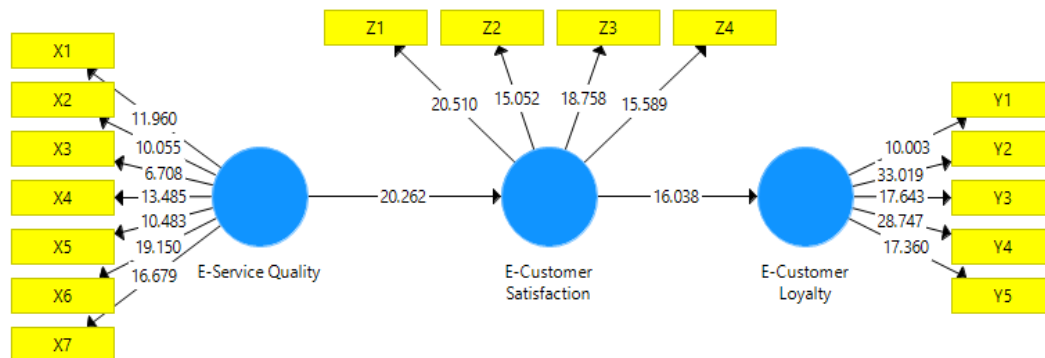 Z1
Z2
Z3
Z4
X1
X2
X3
X4
X5
X6
X7
11.960
10.055
6.708
13.485
10.483
19.150
16.679
20.510
15.052
18.758
15.589
20.262
16.038
10.003
33.019
17.643
28.747
17.360
Y1
Y2
Y3
Y4
Y5
E-Service Quality
E-Customer
Satisfaction
E-Customer
Loyalty